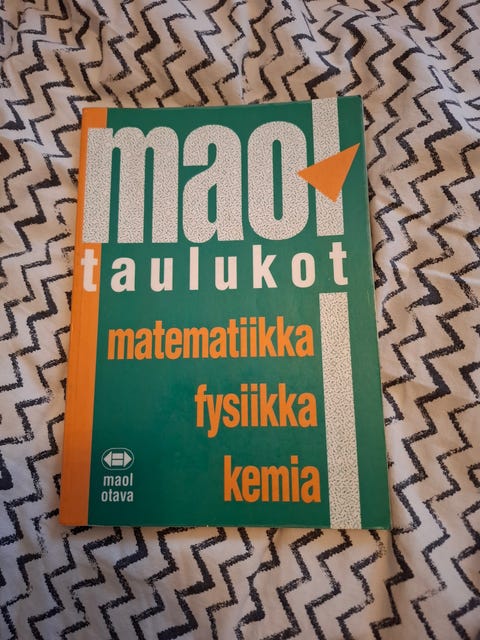 maol
taulukot
matematiikka
fysiikka
kemia
maol
otava